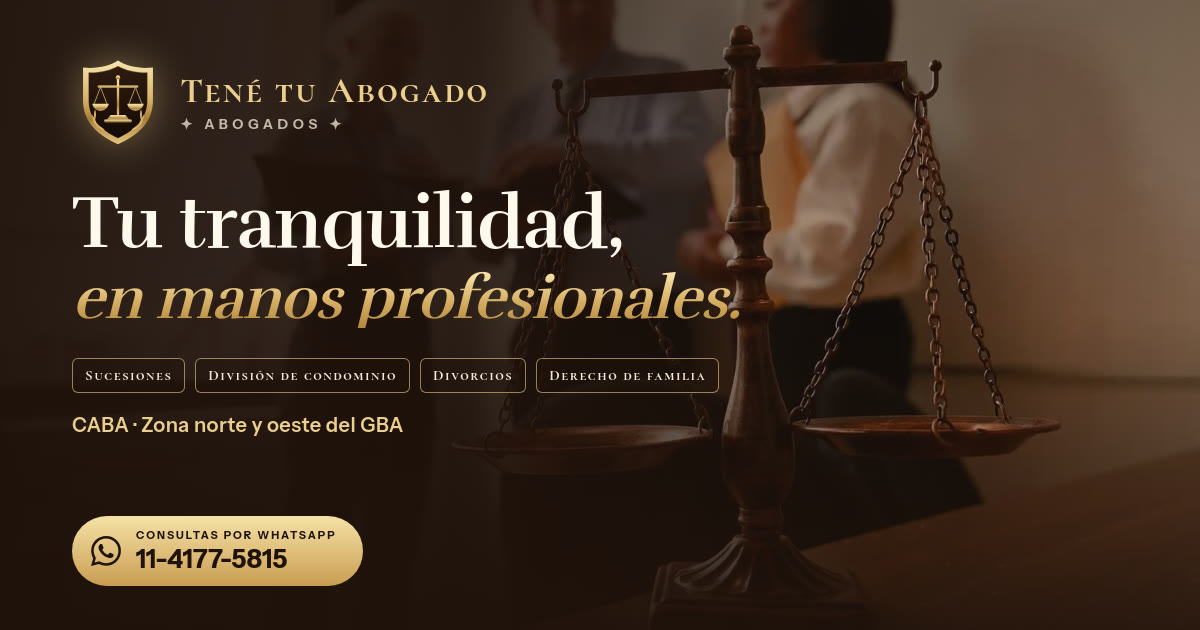 Tené tu Abogado
✦ ABOGADOS ✦
Tu tranquilidad,
en manos profesionales.
Sucesiones División de condominio Divorcios Derecho de familia
CABA · Zona norte y oeste del GBA
CONSULTAS POR WHATSAPP
11-4177-5815